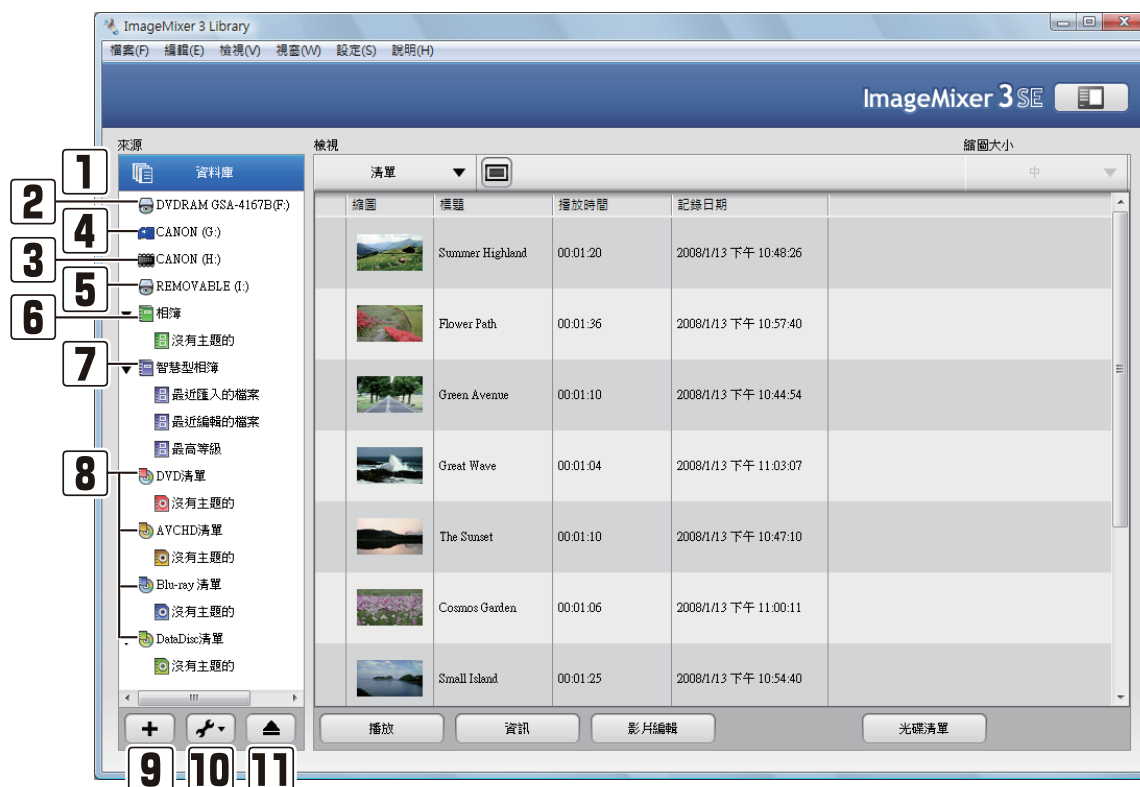 ImageMixer 3 Library
檔案(F) 編輯(E) 檢視(V) 視窗(W) 設定(S) 說明(H)
ImageMixer 3 SE
來源
檢視
縮圖大小
1
資料庫
清單
中
2
DVDRAM GSA-4167B(F:)
4
CANON (G:)
3
CANON (H:)
5
REMOVABLE (I:)
6
相簿
沒有主題的
7
智慧型相簿
最近匯入的檔案
最近編輯的檔案
最高等級
8
DVD清單
沒有主題的
AVCHD清單
沒有主題的
Blu-ray 清單
沒有主題的
DataDisc清單
沒有主題的
縮圖 標題 播放時間 記錄日期
Summer Highland 00:01:20 2008/1/13 下午 10:48:26
Flower Path 00:01:36 2008/1/13 下午 10:57:40
Green Avenue 00:01:10 2008/1/13 下午 10:44:54
Great Wave 00:01:04 2008/1/13 下午 11:03:07
The Sunset 00:01:10 2008/1/13 下午 10:47:10
Cosmos Garden 00:01:06 2008/1/13 下午 11:00:11
Small Island 00:01:25 2008/1/13 下午 10:54:40
播放 資訊 影片編輯 光碟清單
9 10 11